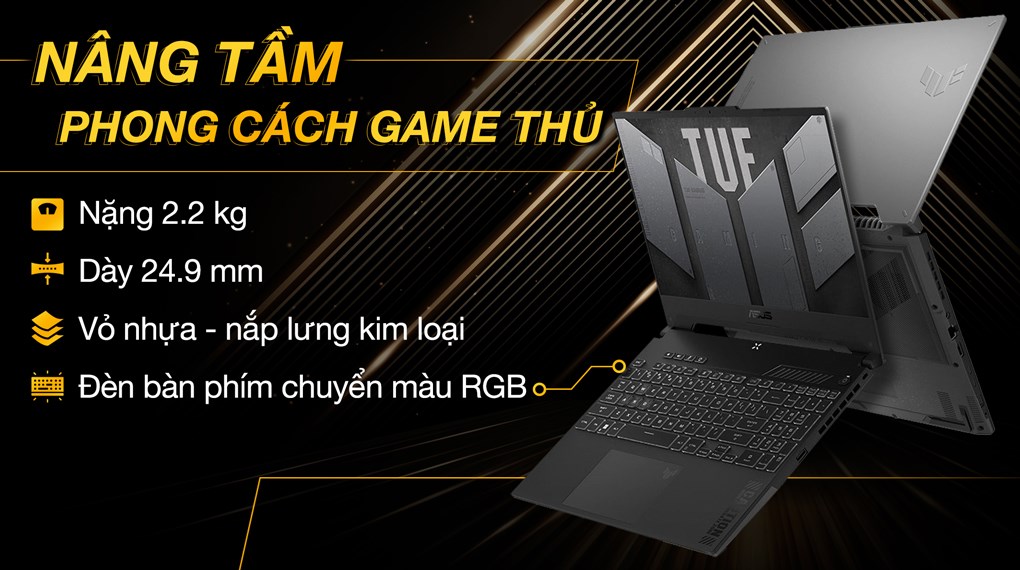 NÂNG TẦM
PHONG CÁCH GAME THỦ
Nặng 2.2 kg
Dày 24.9 mm
Vỏ nhựa - nắp lưng kim loại
Đèn bàn phím chuyển màu RGB
TUF
ASUS